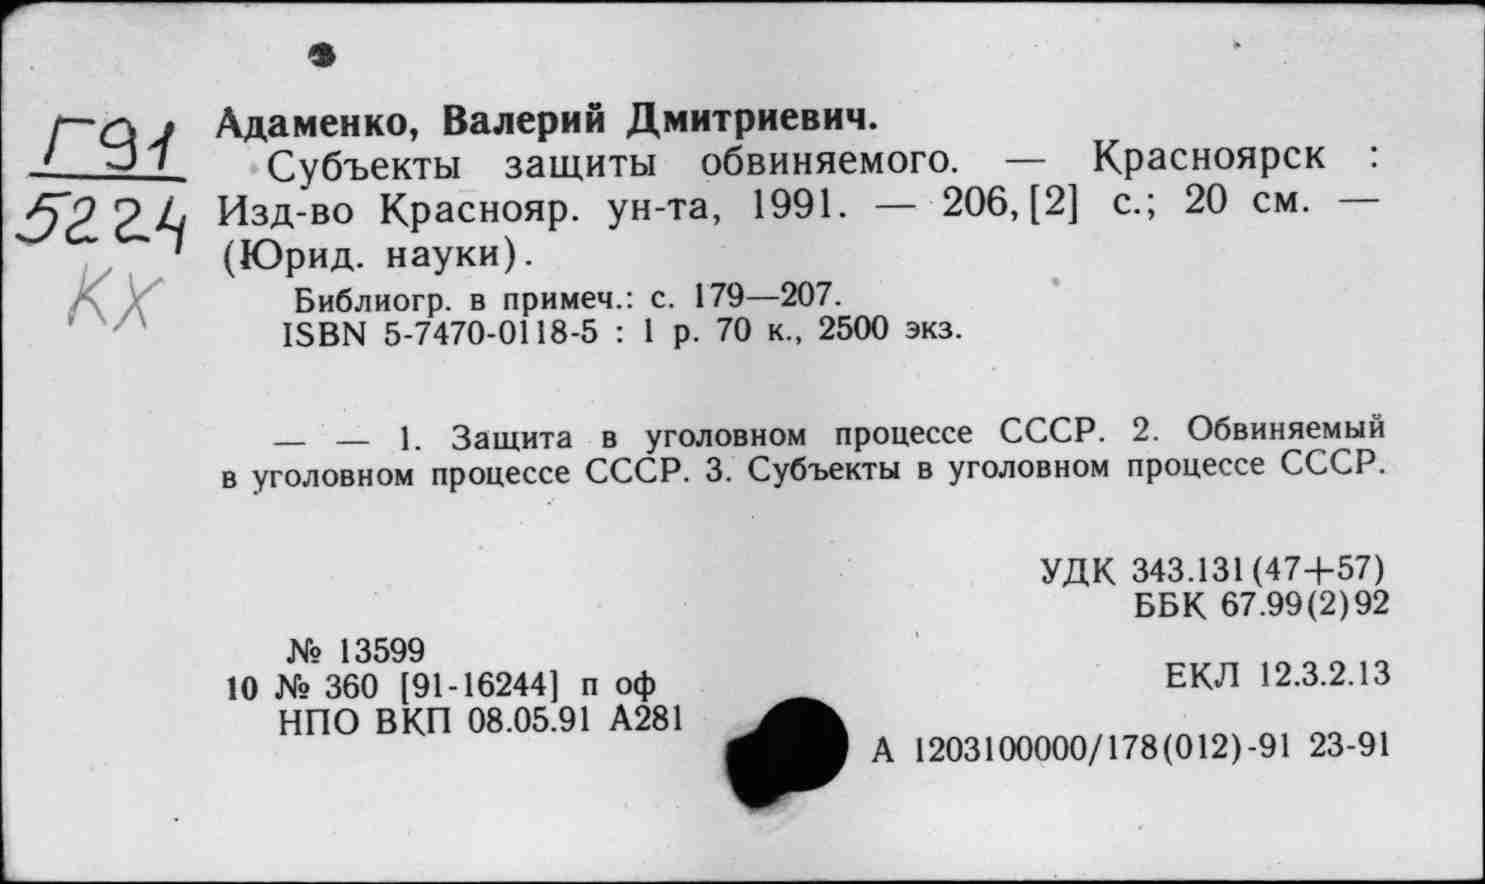 Г91
5224
КХ
Адаменко, Валерий Дмитриевич.
Субъекты защиты обвиняемого. — Красноярск :
Изд-во Краснояр. ун-та, 1991. — 206, [2] с.; 20 см. —
(Юрид. науки).
Библиогр. в примеч.: с. 179—207.
ISBN 5-7470-0118-5 : 1 р. 70 к., 2500 экз.
— — 1. Защита в уголовном процессе СССР. 2. Обвиняемый
в уголовном процессе СССР. 3. Субъекты в уголовном процессе СССР.
УДК 343.131(47+57)
ББК 67.99(2)92
№ 13599
10 № 360 [91-16244] п оф
НПО ВКП 08.05.91 А281
ЕКЛ 12.3.2.13
А 1203100000/178(012)-91 23-91